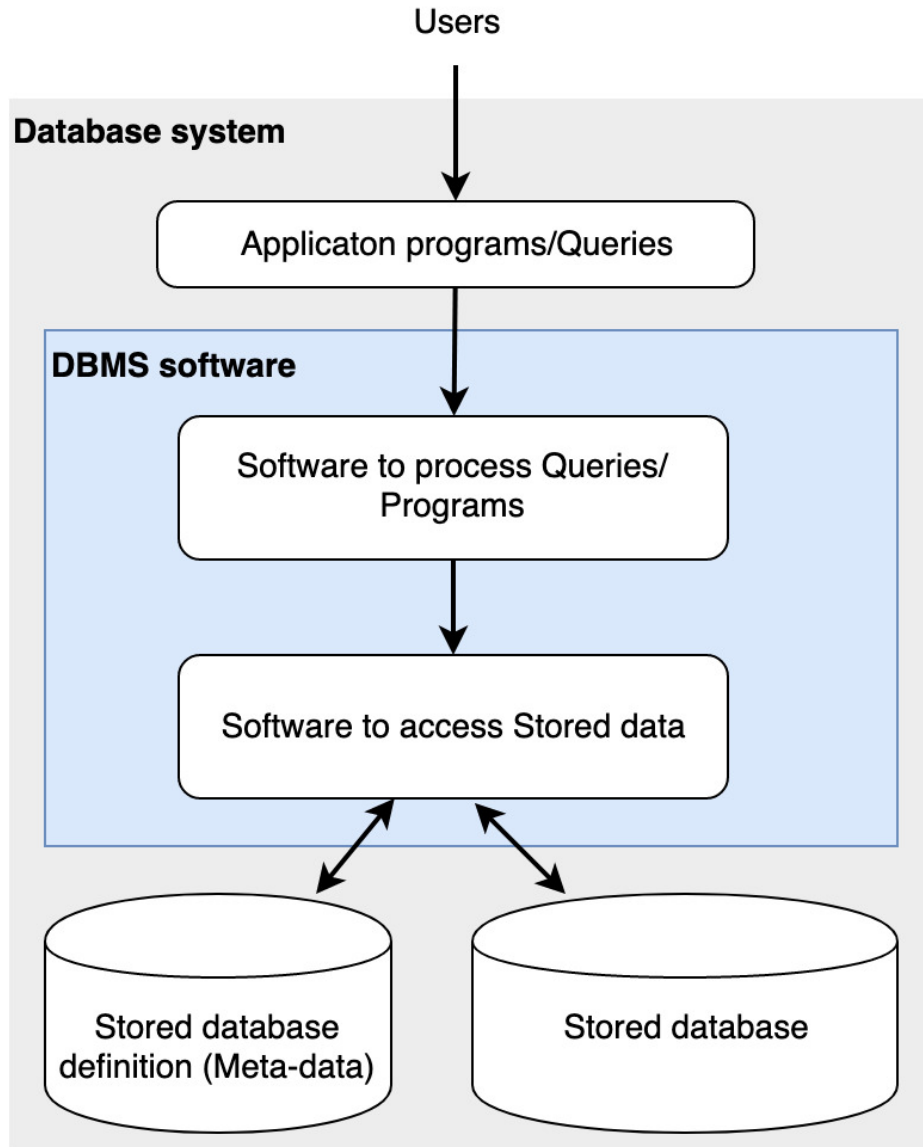 Users
Database system
Applicaton programs/Queries
DBMS software
Software to process Queries/
Programs
Software to access Stored data
Stored database
definition (Meta-data)
Stored database